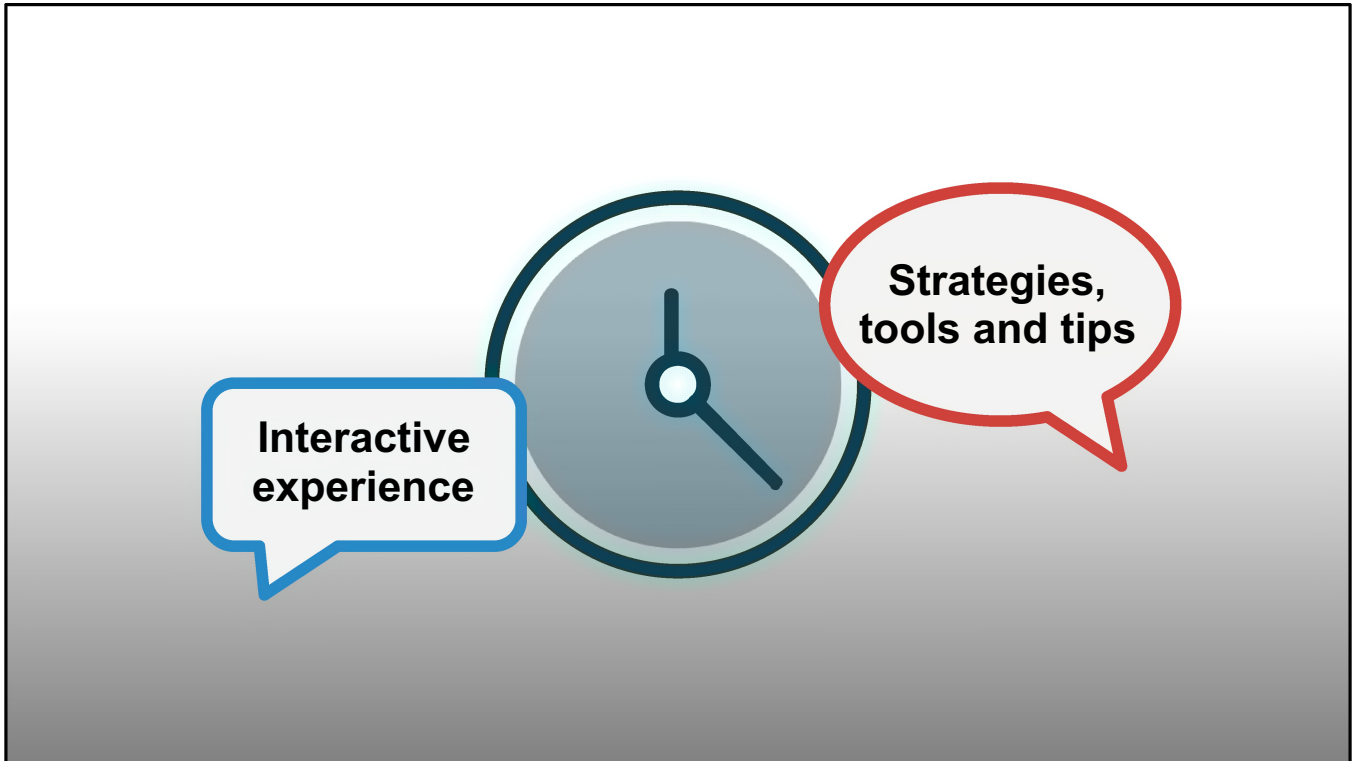 Strategies,
tools and tips
Interactive
experience